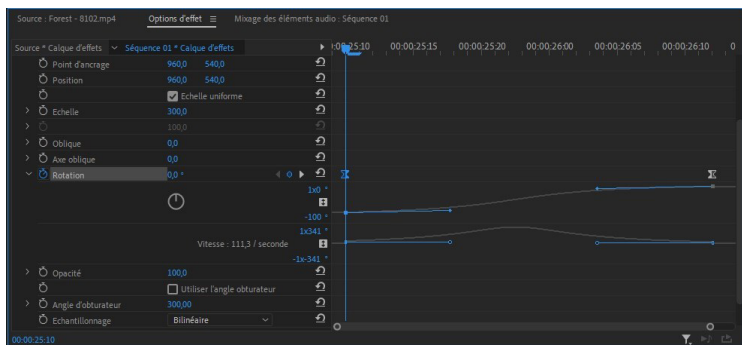 Source : Forest - 8102.mp4 Options d'effet Mixage des éléments audio : Séquence 01
Source * Calque d'effets Séquence 01 * Calque d'effets 00:00:25:10 00:00:25:15 00:00:25:20 00:00:26:00 00:00:26:05 00:00:26:10 0
Point d'ancrage 960,0 540,0
Position 960,0 540,0
Echelle uniforme
Echelle 300,0
100,0
Oblique 0,0
Axe oblique 0,0
Rotation 0,0 °
1x0 °
-100 °
1x341 °
Vitesse : 111,3 / seconde
-1x-341 °
Opacité 100,0
Utiliser l'angle obturateur
Angle d'obturateur 300,00
Echantillonnage Bilinéaire
00:00:25:10